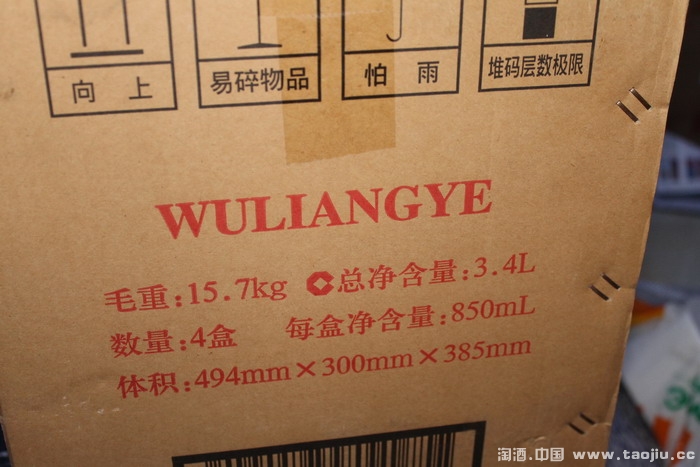 向 上
易碎物品
怕 雨
堆码层数极限
WULIANGYE
毛重:15.7kg 总净含量:3.4L
数量:4盒 每盒净含量:850mL
体积:494mm×300mm×385mm
淘酒.中国 www.taojiu.cc